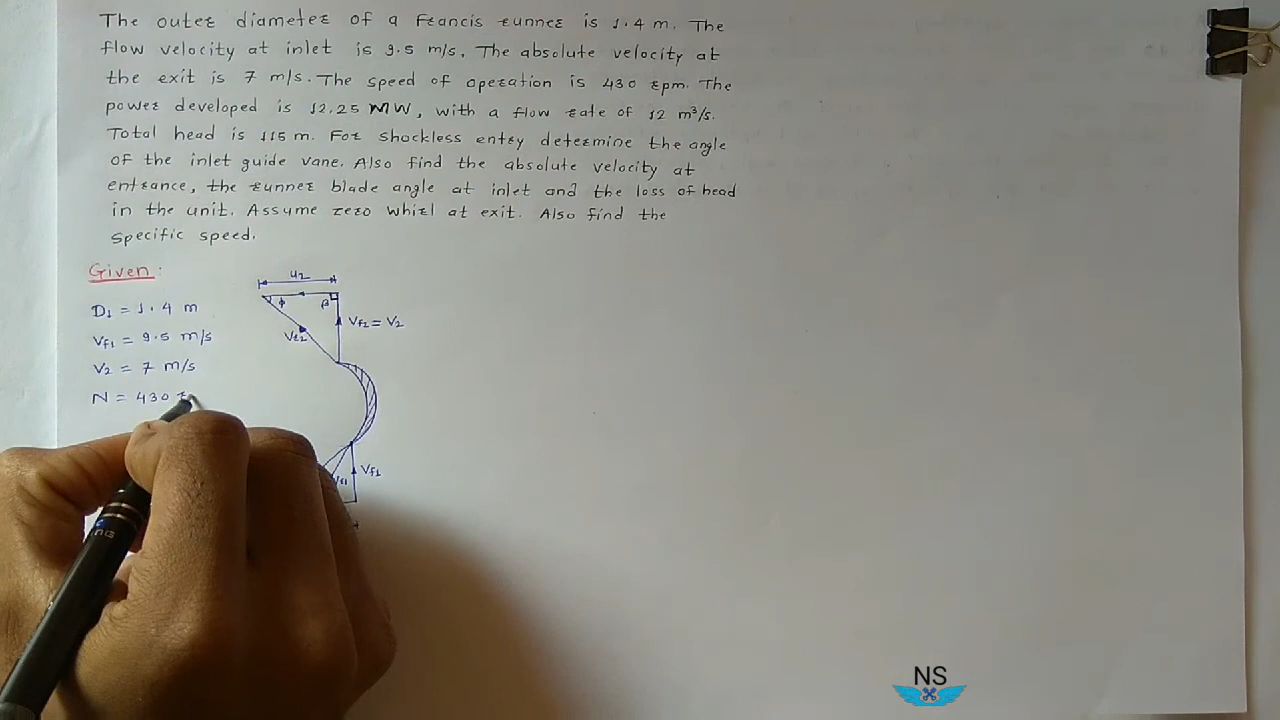 The outer diameter of a Francis runner is 1.4 m. The
flow velocity at inlet is 9.5 m/s. The absolute velocity at
the exit is 7 m/s. The speed of operation is 430 rpm. The
power developed is 12.25 MW, with a flow rate of 12 m³/s.
Total head is 115 m. For shockless entry determine the angle
of the inlet guide vane. Also find the absolute velocity at
entrance, the runner blade angle at inlet and the loss of head
in the unit. Assume zero whirl at exit. Also find the
specific speed.
Given:
D₁ = 1.4 m
Vf₁ = 9.5 m/s
V₂ = 7 m/s
N = 430
u₂
ϕ
β
Vr₂
Vf₂ = V₂
Vf₁
NS